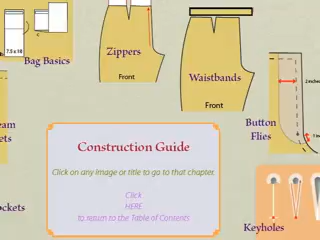 7.5 x 18
Bag Basics
Zippers
Front
Waistbands
Front
Button
Flies
Construction Guide
Click on any image or title to go to that chapter.
Click
HERE
to return to the Table of Contents
Keyholes